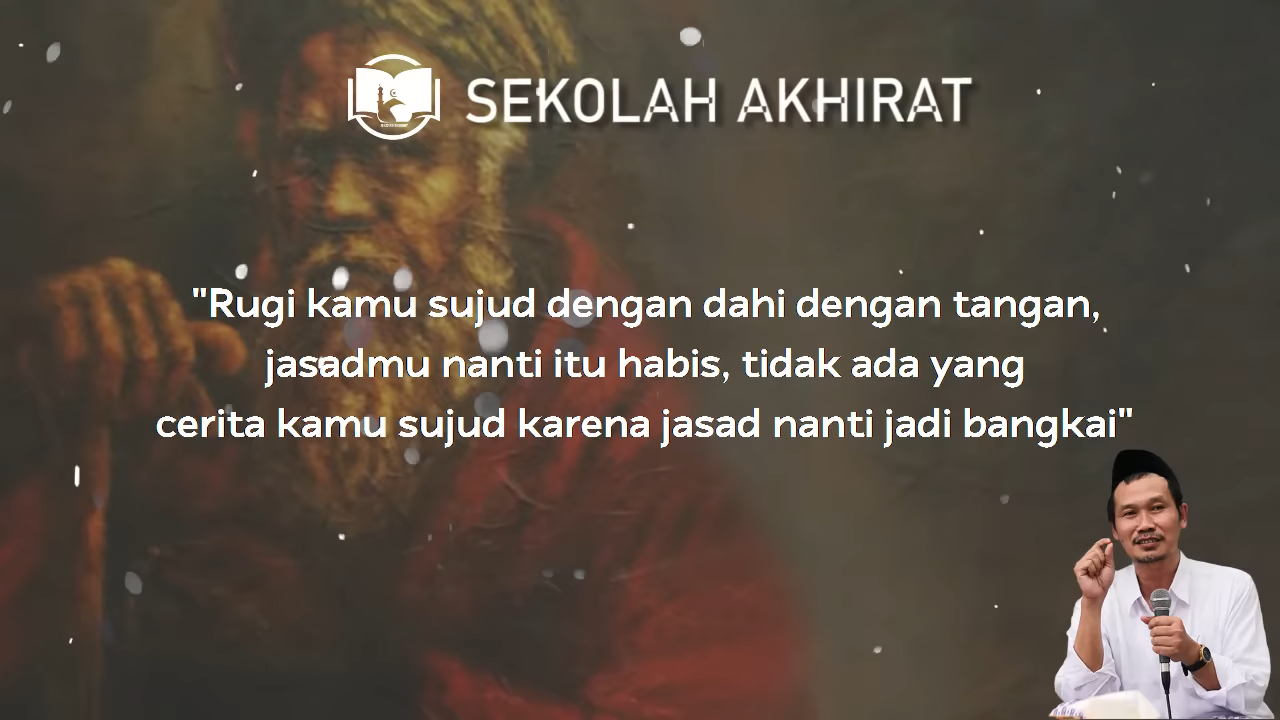 SEKOLAH AKHIRAT
"Rugi kamu sujud dengan dahi dengan tangan,
jasadmu nanti itu habis, tidak ada yang
cerita kamu sujud karena jasad nanti jadi bangkai"